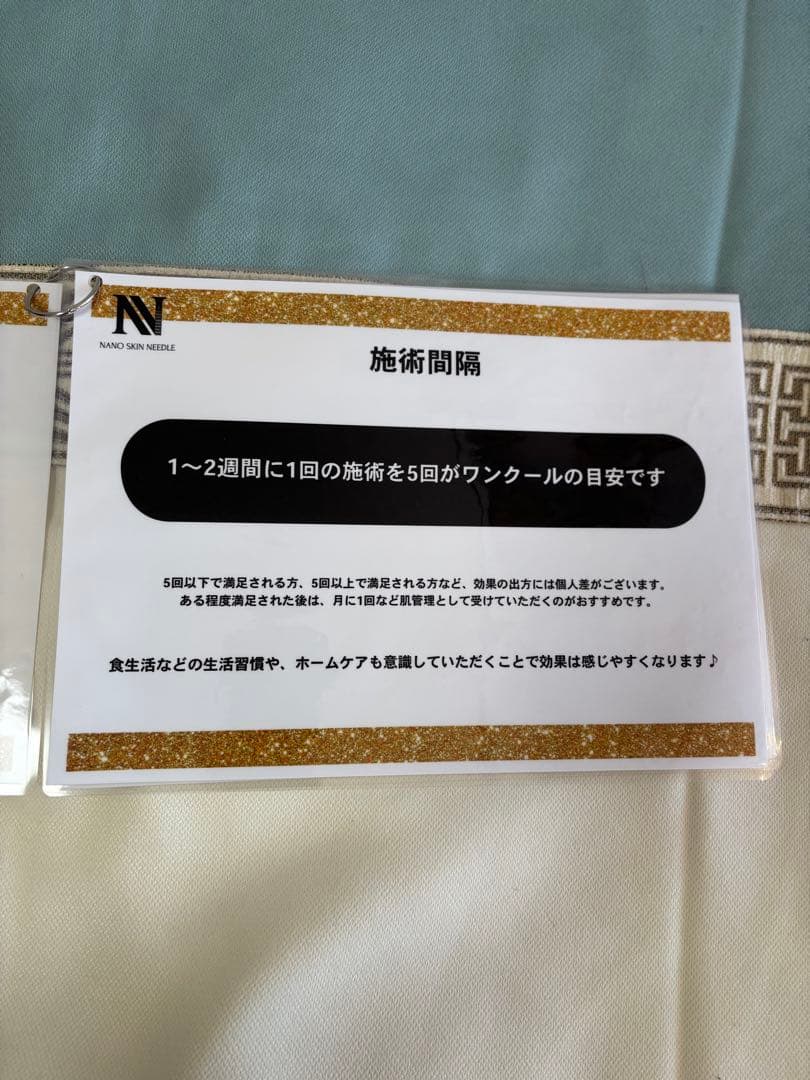 NANO SKIN NEEDLE
施術間隔
1〜2週間に1回の施術を5回がワンクールの目安です
5回以下で満足される方、5回以上で満足される方など、効果の出方には個人差がございます。
ある程度満足された後は、月に1回など肌管理として受けていただくのがおすすめです。
食生活などの生活習慣や、ホームケアも意識していただくことで効果は感じやすくなります♪